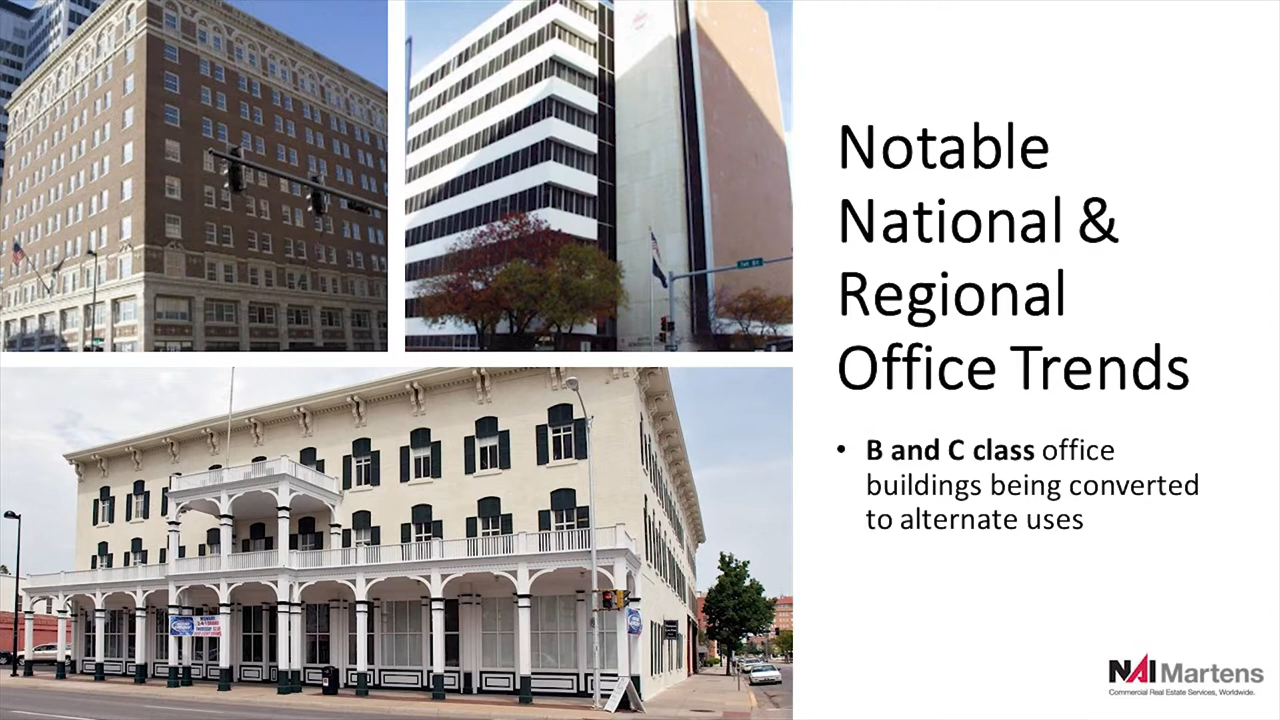 Notable
National &
Regional
Office Trends
• B and C class office
buildings being converted
to alternate uses
NAI Martens
Commercial Real Estate Services, Worldwide.